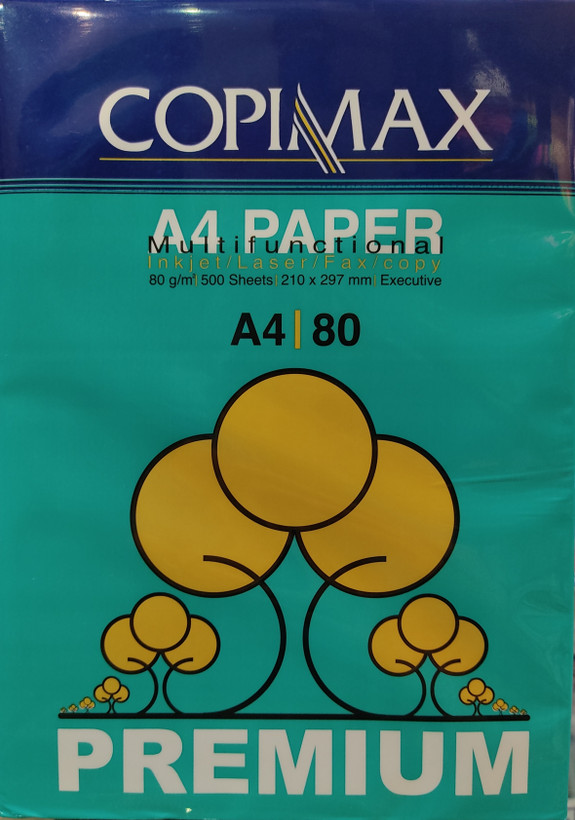 COPIMAX
A4 PAPER
Multifunctional
Inkjet/Laser/Fax/copy
80 g/m²| 500 Sheets| 210 x 297 mm| Executive
A4|80
PREMIUM